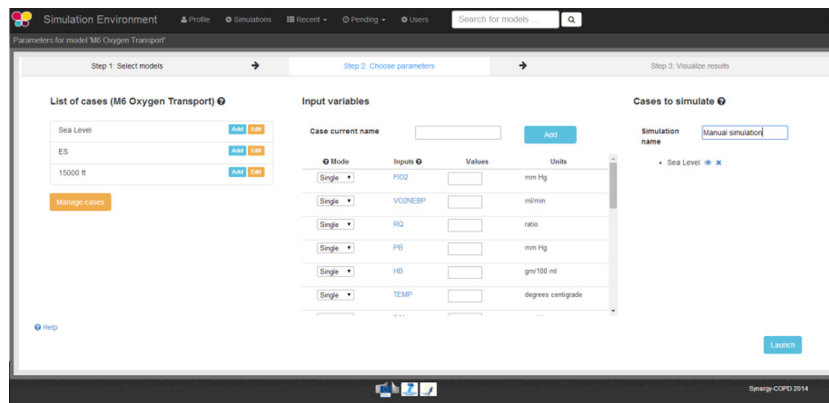 Simulation Environment Profile Simulations Recent Pending Users Search for models ...
Parameters for model 'M6 Oxygen Transport'
Step 1: Select models Step 2: Choose parameters Step 3: Visualize results
List of cases (M6 Oxygen Transport) Input variables Cases to simulate
Sea Level Add Edit
ES Add Edit
15000 ft Add Edit
Manage cases
Case current name Add
Mode Inputs Values Units
Single FIO2 mm Hg
Single VO2NEBP ml/min
Single RQ ratio
Single PB mm Hg
Single HB gm/100 ml
Single TEMP degrees centigrade
Simulation name Manual simulation
Sea Level
Help
Launch
Synergy-COPD 2014